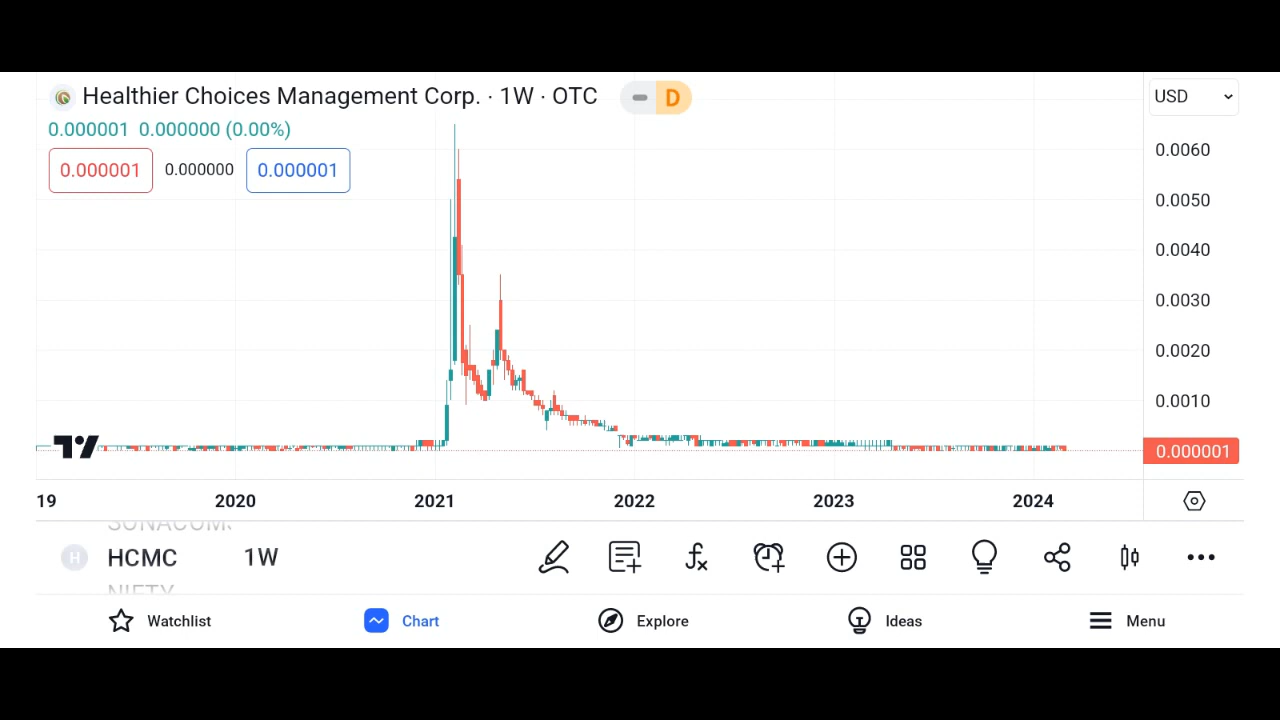 Healthier Choices Management Corp. · 1W · OTC
D
USD
0.000001 0.000000 (0.00%)
0.000001 0.000000 0.000001
0.0060
0.0050
0.0040
0.0030
0.0020
0.0010
0.000001
19 2020 2021 2022 2023 2024
SONACOMS
H HCMC 1W
NIFTY
Watchlist Chart Explore Ideas Menu